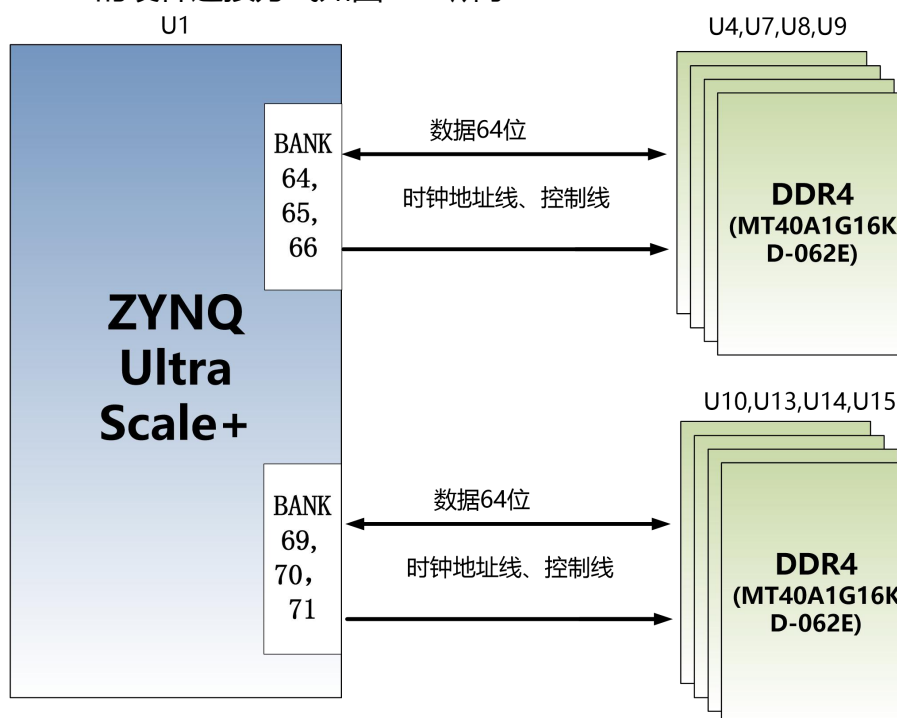 U1
U4,U7,U8,U9
BANK
64,
65,
66
数据64位
时钟地址线、控制线
DDR4
(MT40A1G16K
D-062E)
ZYNQ
Ultra
Scale+
U10,U13,U14,U15
BANK
69,
70,
71
数据64位
时钟地址线、控制线
DDR4
(MT40A1G16K
D-062E)